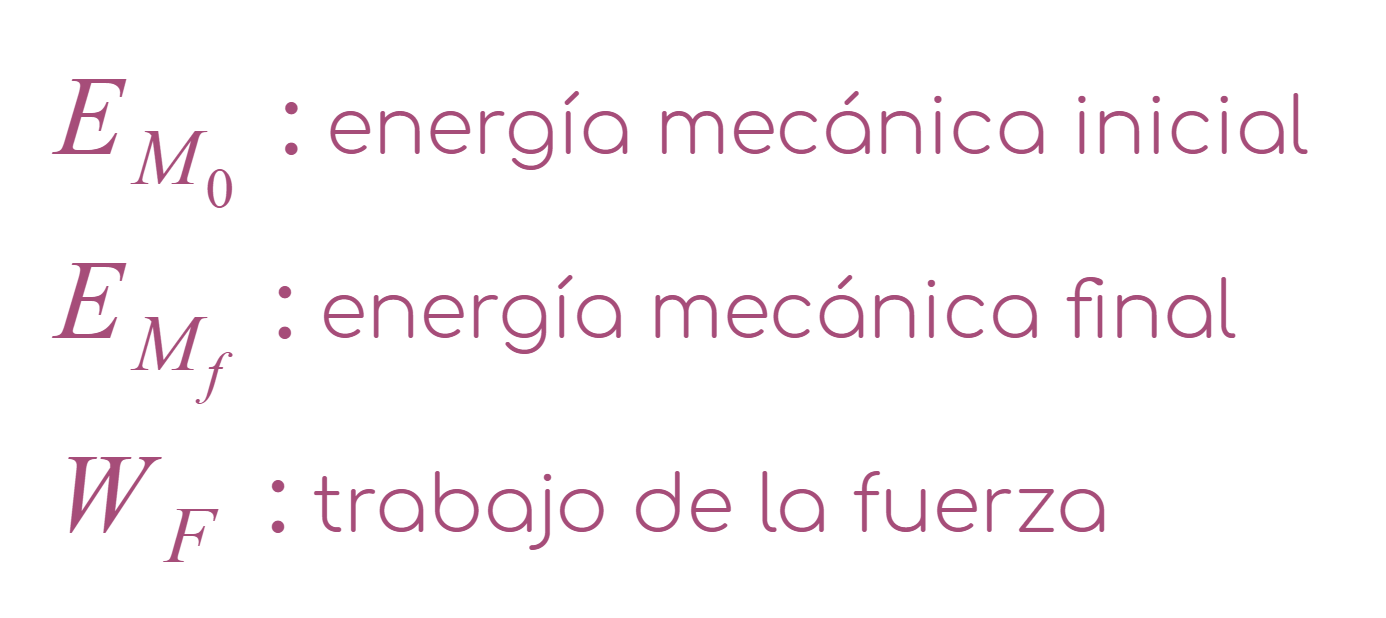 E_{M_0} : energía mecánica inicial
E_{M_f} : energía mecánica final
W_F : trabajo de la fuerza